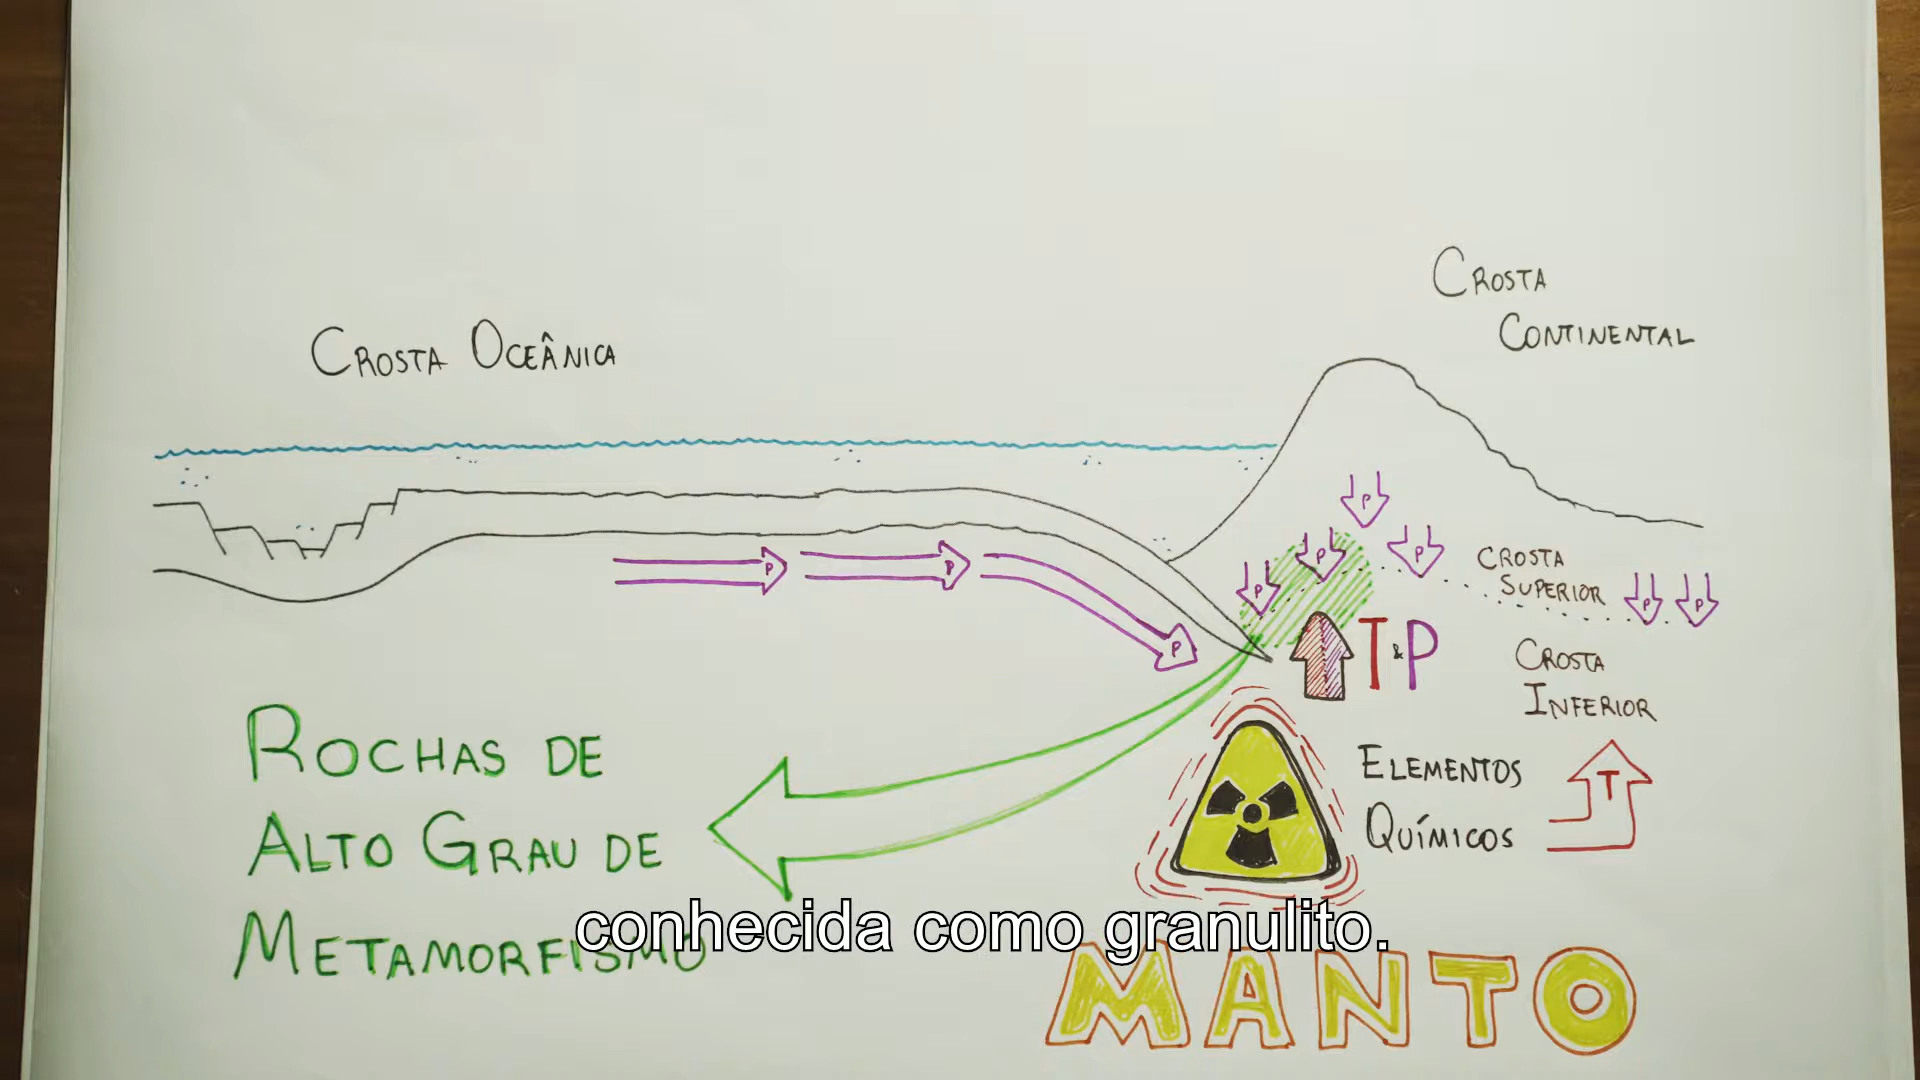 CROSTA
CONTINENTAL
CROSTA OCEÂNICA
P
P
P
P
P
P
P
CROSTA
SUPERIOR
P
P
P
T&P
CROSTA
INFERIOR
ROCHAS DE
ALTO GRAU DE
METAMORFISMO
ELEMENTOS
QUÍMICOS
T
conhecida como granulito.
MANTO